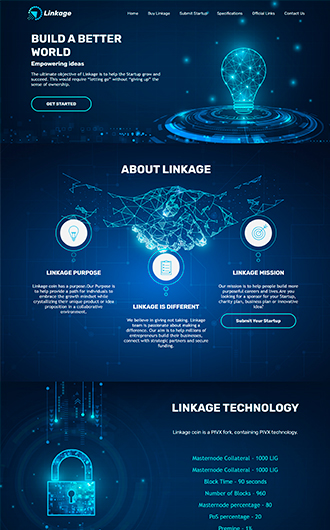 Linkage
Home Buy Linkage Submit Startup! Specifications Official Links Contact Us
BUILD A BETTER
WORLD
Empowering ideas
The ultimate objective of Linkage is to help the Startup grow and
succeed. This would require "letting go" without "giving up" the
sense of ownership.
GET STARTED
ABOUT LINKAGE
LINKAGE PURPOSE
Linkage coin has a purpose.Our Purpose is
to help provide a path for individuals to
embrace the growth mindset while
crystallizing their unique product or idea
proposition in a collaborative
environment.
LINKAGE IS DIFFERENT
We believe in giving not taking. Linkage
team is passionate about making a
difference. Our aim is to help millions of
entrepreneurs build their businesses,
connect with strategic partners and secure
funding.
LINKAGE MISSION
Our mission is to help people build more
purposeful careers and lives.Are you
looking for a sponsor for your Startup,
charity plan, business plan or innovative
idea?
Submit Your Startup
LINKAGE TECHNOLOGY
Linkage coin is a PIVX fork, containing PIVX technology.
Masternode Collateral - 1000 LIG
Masternode Collateral - 1000 LIG
Block Time - 90 seconds
Number of Blocks - 960
Masternode percentage - 80
PoS percentage - 20
Premine - 1%